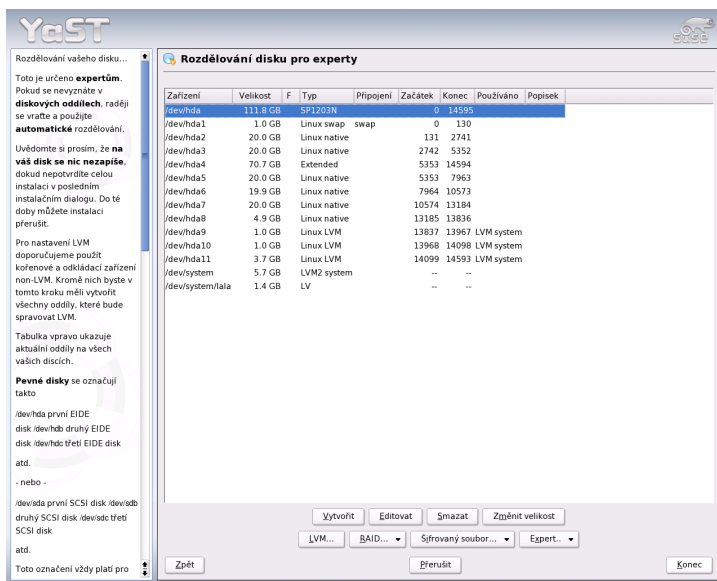 YaST
SUSE
Rozdělování vašeho disku...
Toto je určeno expertům.
Pokud se nevyznáte v
diskových oddílech, raději
se vraťte a použijte
automatické rozdělování.
Uvědomte si prosím, že na
váš disk se nic nezapíše,
dokud nepotvrdíte celou
instalaci v posledním
instalačním dialogu. Do té
doby můžete instalaci
přerušit.
Pro nastavení LVM
doporučujeme použít
kořenové a odkládací zařízení
non-LVM. Kromě nich byste v
tomto kroku měli vytvořit
všechny oddíly, které bude
spravovat LVM.
Tabulka vpravo ukazuje
aktuální oddíly na všech
vašich discích.
Pevné disky se označují
takto
/dev/hda první EIDE
disk /dev/hdb druhý EIDE
disk /dev/hdc třetí EIDE disk
atd.
- nebo -
/dev/sda první SCSI disk /dev/sdb
druhý SCSI disk /dev/sdc třetí
SCSI disk
atd.
Toto označení vždy platí pro
Rozdělování disku pro experty
Zařízení Velikost F Typ Připojení Začátek Konec Používáno Popisek
/dev/hda 111.8 GB SP1203N 0 14595
/dev/hda1 1.0 GB Linux swap swap 0 130
/dev/hda2 20.0 GB Linux native 131 2741
/dev/hda3 20.0 GB Linux native 2742 5352
/dev/hda4 70.7 GB Extended 5353 14594
/dev/hda5 20.0 GB Linux native 5353 7963
/dev/hda6 19.9 GB Linux native 7964 10573
/dev/hda7 20.0 GB Linux native 10574 13184
/dev/hda8 4.9 GB Linux native 13185 13836
/dev/hda9 1.0 GB Linux LVM 13837 13967 LVM system
/dev/hda10 1.0 GB Linux LVM 13968 14098 LVM system
/dev/hda11 3.7 GB Linux LVM 14099 14593 LVM system
/dev/system 5.7 GB LVM2 system -- --
/dev/system/lala 1.4 GB LV -- --
Vytvořit Editovat Smazat Změnit velikost
LVM... RAID... Šifrovaný soubor... Expert..
Zpět Přerušit Konec